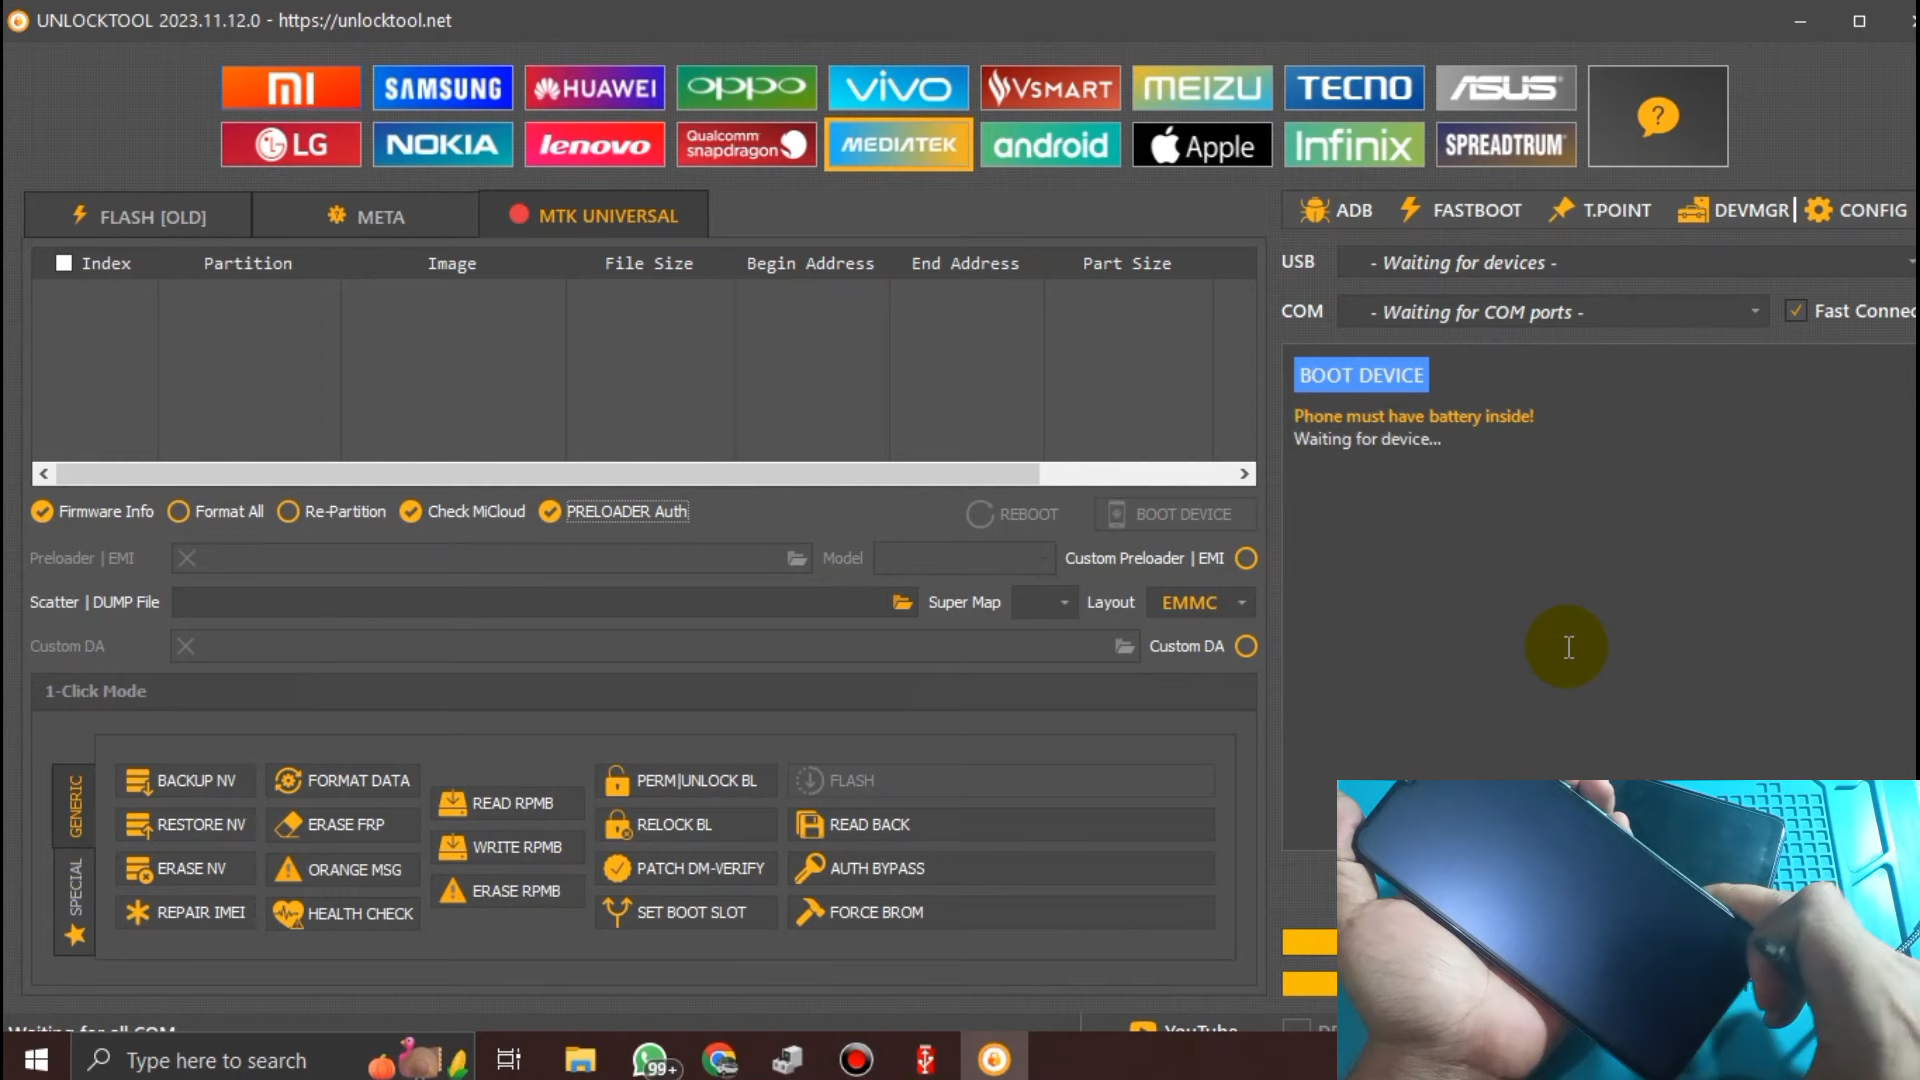 UNLOCKTOOL 2023.11.12.0 - https://unlocktool.net
SAMSUNG HUAWEI oppo vivo VSMART MEIZU TECNO ASUS
LG NOKIA lenovo Qualcomm snapdragon MEDIATEK android Apple Infinix SPREADTRUM ?
FLASH [OLD] META MTK UNIVERSAL
ADB FASTBOOT T.POINT DEVMGR CONFIG
Index Partition Image File Size Begin Address End Address Part Size
USB - Waiting for devices -
COM - Waiting for COM ports - Fast Connec
BOOT DEVICE
Phone must have battery inside!
Waiting for device...
Firmware Info Format All Re-Partition Check MiCloud PRELOADER Auth REBOOT BOOT DEVICE
Preloader | EMI Model Custom Preloader | EMI
Scatter | DUMP File Super Map Layout EMMC
Custom DA Custom DA
1-Click Mode
GENERIC
SPECIAL
BACKUP NV FORMAT DATA READ RPMB PERM|UNLOCK BL FLASH
RESTORE NV ERASE FRP WRITE RPMB RELOCK BL READ BACK
ERASE NV ORANGE MSG ERASE RPMB PATCH DM-VERIFY AUTH BYPASS
REPAIR IMEI HEALTH CHECK SET BOOT SLOT FORCE BROM
Waiting for all COM
YouTube
Type here to search
99+